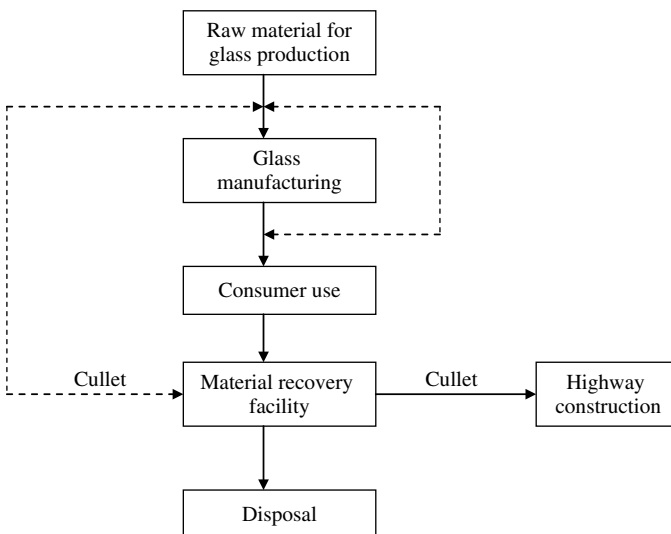 Raw material for
glass production
Glass
manufacturing
Consumer use
Cullet
Material recovery
facility
Cullet
Highway
construction
Disposal